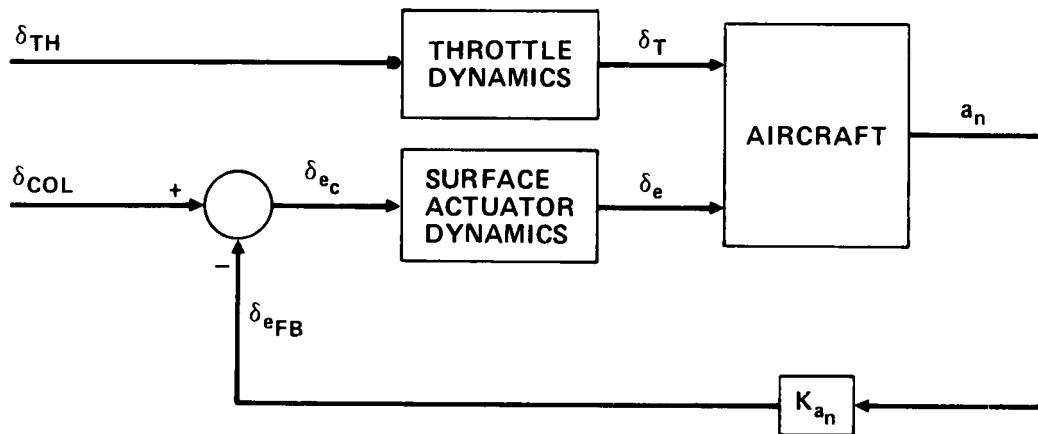 δTH
THROTTLE
DYNAMICS
δT
AIRCRAFT
an
δCOL
+
δec
SURFACE
ACTUATOR
DYNAMICS
δe
−
δeFB
Kan